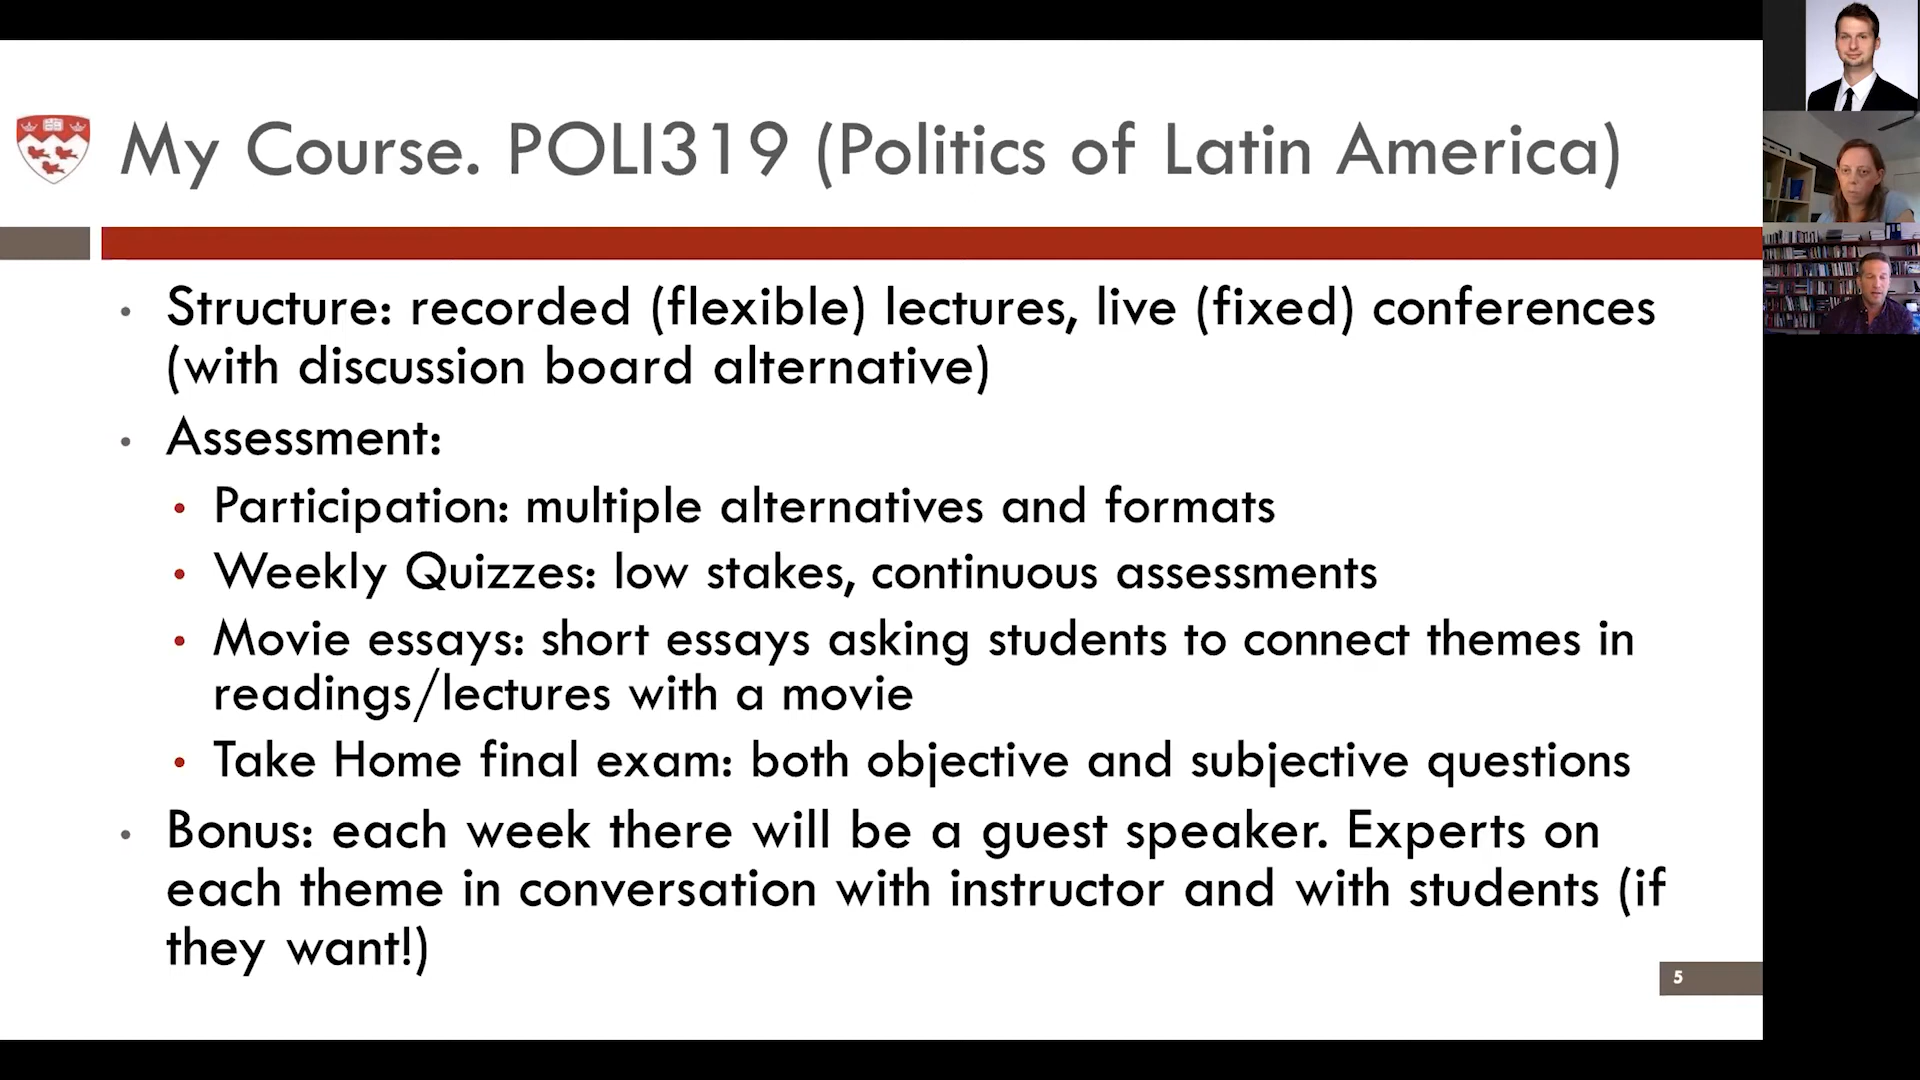 My Course. POLI319 (Politics of Latin America)
• Structure: recorded (flexible) lectures, live (fixed) conferences
(with discussion board alternative)
• Assessment:
• Participation: multiple alternatives and formats
• Weekly Quizzes: low stakes, continuous assessments
• Movie essays: short essays asking students to connect themes in
readings/lectures with a movie
• Take Home final exam: both objective and subjective questions
• Bonus: each week there will be a guest speaker. Experts on
each theme in conversation with instructor and with students (if
they want!)
5